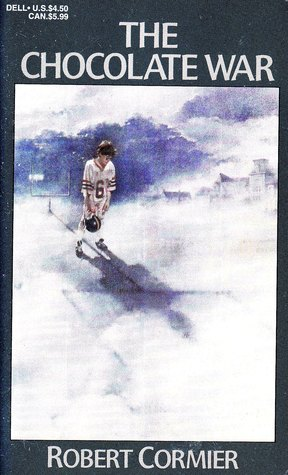 DELL• U.S.$4.50
CAN.$5.99
THE
CHOCOLATE WAR
6
ROBERT CORMIER